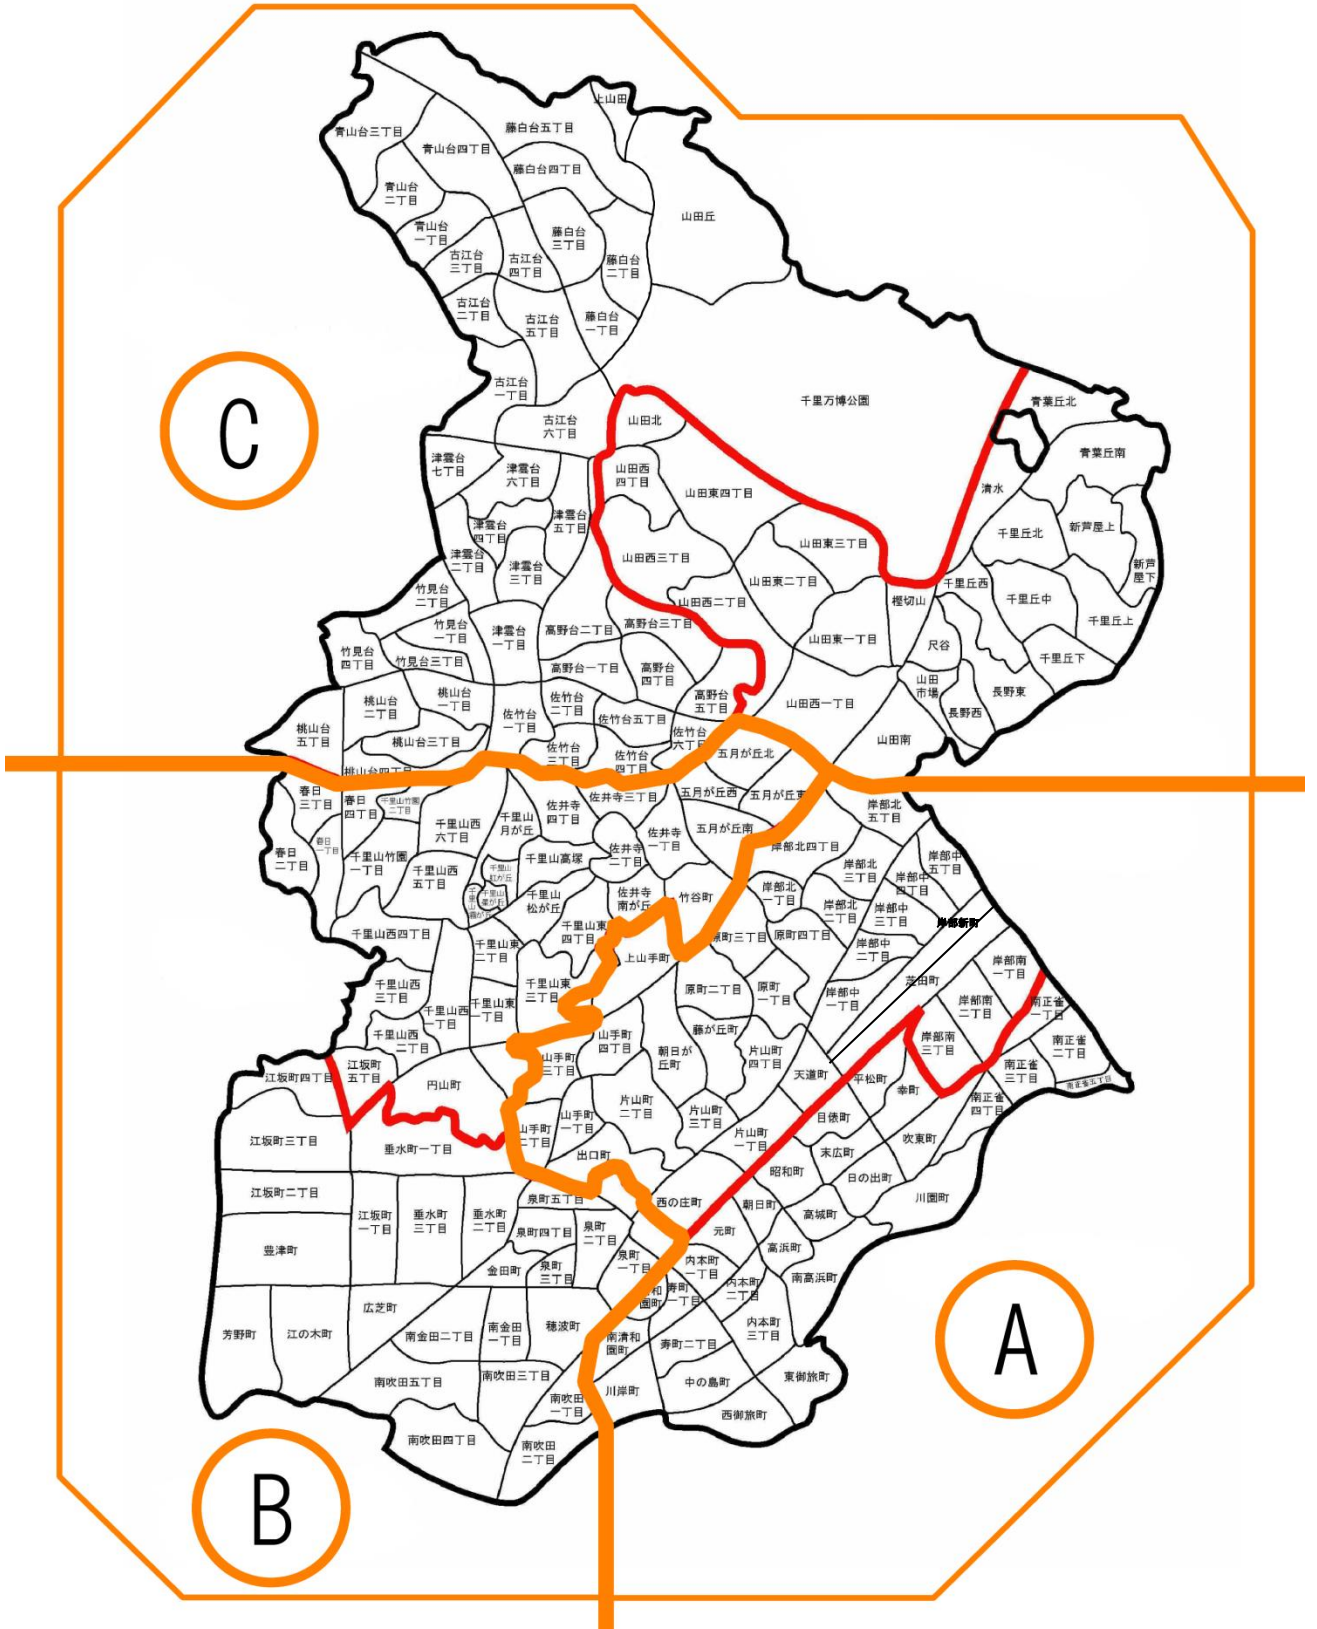 上山田
青山台三丁目
藤白台五丁目
青山台四丁目
藤白台四丁目
青山台
二丁目
山田丘
青山台
一丁目
藤白台
三丁目
古江台
三丁目
古江台
四丁目
藤白台
二丁目
古江台
二丁目
古江台
五丁目
藤白台
一丁目
古江台
一丁目
千里万博公園
青葉丘北
古江台
六丁目
山田北
C
青葉丘南
津雲台
七丁目
津雲台
六丁目
山田西
四丁目
山田東四丁目
清水
津雲台
五丁目
津雲台
四丁目
千里丘北
新芦屋上
山田東三丁目
津雲台
二丁目
津雲台
三丁目
山田西三丁目
新芦
屋下
山田東二丁目
千里丘西
竹見台
二丁目
山田西二丁目
樫切山
千里丘中
千里丘上
竹見台
一丁目
津雲台
一丁目
高野台二丁目
高野台三丁目
山田東一丁目
尺谷
竹見台
四丁目
竹見台三丁目
高野台一丁目
高野台
四丁目
千里丘下
山田
市場
長野東
桃山台
二丁目
桃山台
一丁目
佐竹台
二丁目
高野台
五丁目
山田西一丁目
長野西
佐竹台
一丁目
佐竹台五丁目
桃山台
五丁目
桃山台三丁目
佐竹台
六丁目
山田南
佐竹台
三丁目
佐竹台
四丁目
五月が丘北
桃山台四丁目
春日
三丁目
春日
四丁目
千里山竹園
二丁目
佐井寺三丁目
五月が丘西
五月が丘東
佐井寺
四丁目
岸部北
五丁目
千里山西
六丁目
千里山
月が丘
五月が丘南
春日
一丁目
佐井寺
一丁目
岸部北四丁目
春日
二丁目
千里山竹園
一丁目
千里山高塚
佐井寺
二丁目
岸部中
五丁目
千里山西
五丁目
千里山
虹が丘
岸部北
三丁目
岸部中
四丁目
千里山
星が丘
千里山
霧が丘
千里山
松が丘
佐井寺
南が丘
竹谷町
岸部北
一丁目
岸部北
二丁目
岸部中
三丁目
岸部新町
千里山西四丁目
千里山東
四丁目
原町三丁目
原町四丁目
千里山東
二丁目
上山手町
岸部中
二丁目
岸部南
一丁目
千里山西
三丁目
千里山東
三丁目
原町二丁目
原町
一丁目
岸部中
一丁目
芝田町
千里山西
一丁目
千里山東
一丁目
岸部南
二丁目
南正雀
一丁目
千里山西
二丁目
山手町
四丁目
藤が丘町
岸部南
三丁目
南正雀
二丁目
江坂町
五丁目
山手町
三丁目
朝日が
丘町
片山町
四丁目
天道町
南正雀
三丁目
江坂町四丁目
円山町
平松町
幸町
南正雀五丁目
片山町
二丁目
南正雀
四丁目
山手町
一丁目
片山町
三丁目
目俵町
江坂町三丁目
山手町
二丁目
片山町
一丁目
吹東町
垂水町一丁目
出口町
末広町
昭和町
日の出町
江坂町二丁目
泉町五丁目
西の庄町
朝日町
川園町
江坂町
一丁目
垂水町
三丁目
垂水町
二丁目
高城町
泉町四丁目
泉町
二丁目
元町
豊津町
高浜町
泉町
一丁目
内本町
一丁目
金田町
泉町
三丁目
南高浜町
内本町
二丁目
寿町
一丁目
和
園町
広芝町
芳野町
江の木町
南金田二丁目
南金田
一丁目
穂波町
内本町
三丁目
南清和
園町
寿町二丁目
A
南吹田五丁目
南吹田三丁目
東御旅町
川岸町
中の島町
南吹田
一丁目
西御旅町
南吹田四丁目
南吹田
二丁目
B